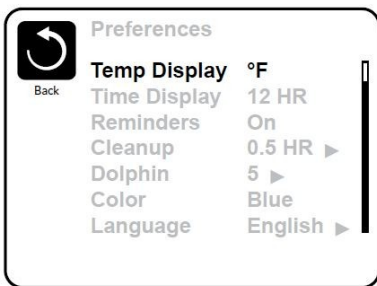 Preferences
Back
Temp Display °F
Time Display 12 HR
Reminders On
Cleanup 0.5 HR ▶
Dolphin 5 ▶
Color Blue
Language English ▶